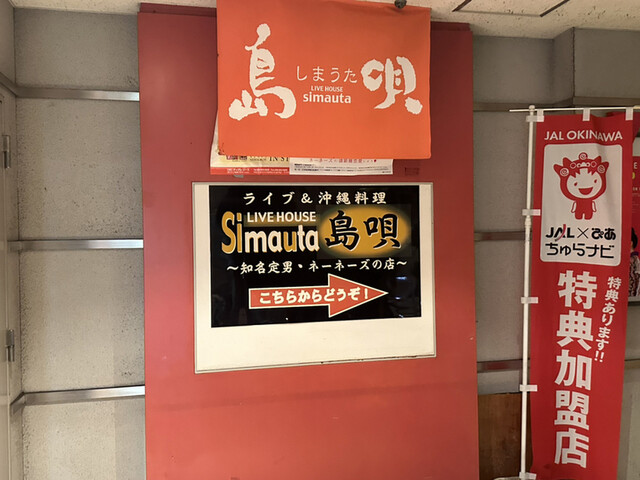 島 しまうた 唄
LIVE HOUSE
simauta
ライブ&沖縄料理
LIVE HOUSE
Simauta 島唄
〜知名定男・ネーネーズの店〜
こちらからどうぞ!
JAL OKINAWA
JAL×ぴあ
ちゅらナビ
特典あります!!
特典加盟店